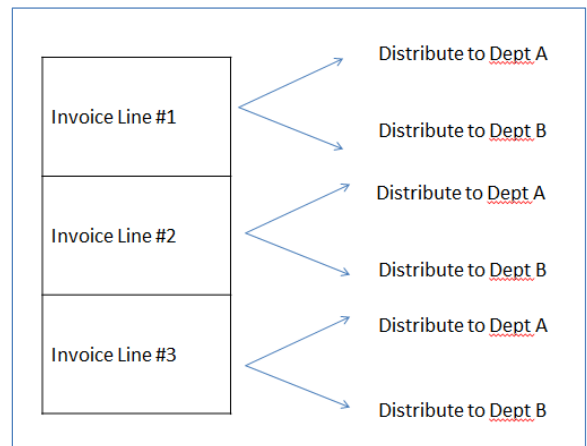 Distribute to Dept A
Invoice Line #1
Distribute to Dept B
Distribute to Dept A
Invoice Line #2
Distribute to Dept B
Distribute to Dept A
Invoice Line #3
Distribute to Dept B